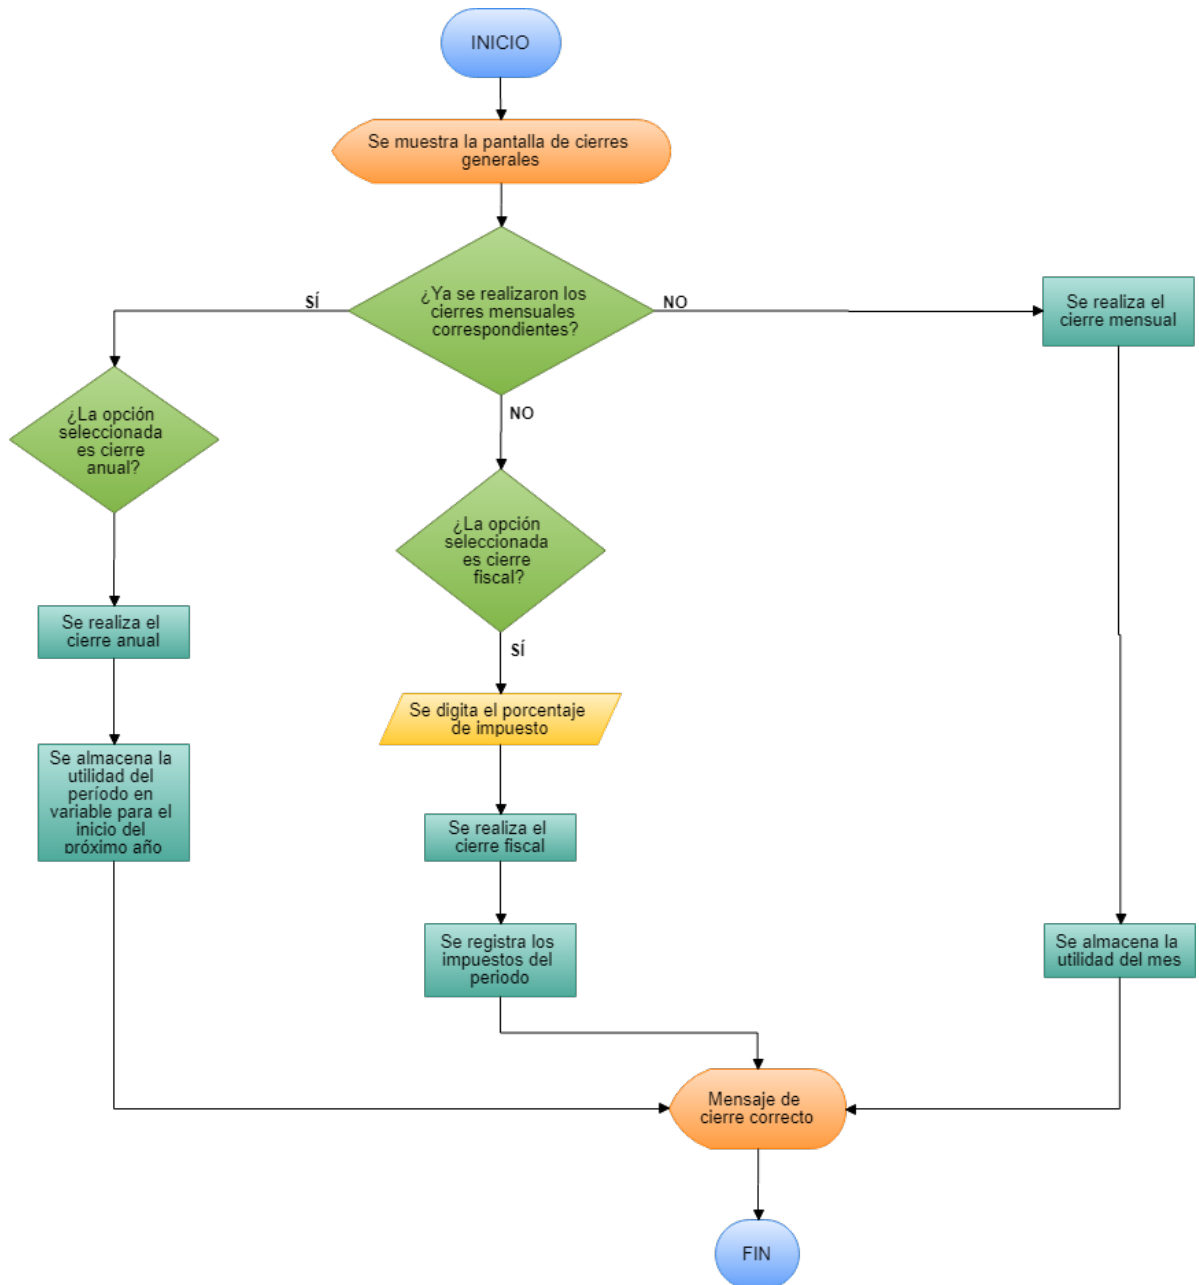 INICIO
Se muestra la pantalla de cierres
generales
¿Ya se realizaron los
cierres mensuales
correspondientes?
SÍ
NO
NO
Se realiza el
cierre mensual
¿La opción
seleccionada
es cierre
anual?
¿La opción
seleccionada
es cierre
fiscal?
SÍ
Se realiza el
cierre anual
Se digita el porcentaje
de impuesto
Se almacena la
utilidad del
período en
variable para el
inicio del
próximo año
Se realiza el
cierre fiscal
Se registra los
impuestos del
periodo
Se almacena la
utilidad del mes
Mensaje de
cierre correcto
FIN